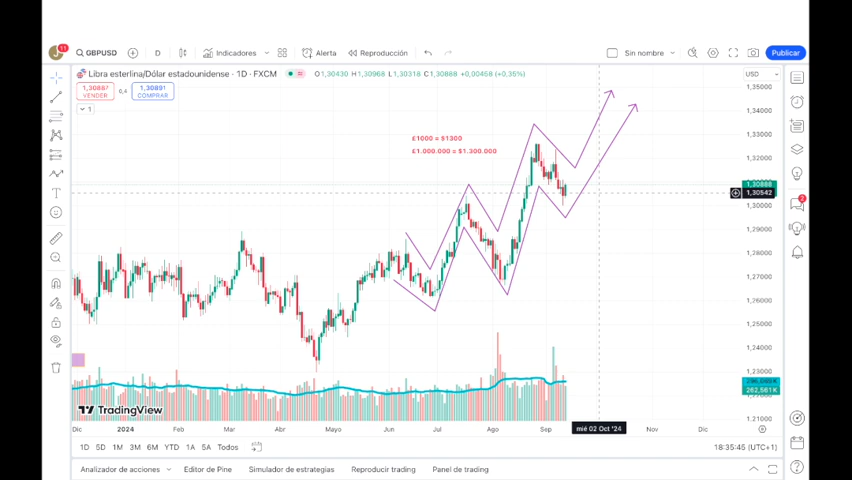 J 11 GBPUSD D Indicadores Alerta Reproducción Sin nombre Publicar
Libra esterlina/Dólar estadounidense · 1D · FXCM O1,30430 H1,30968 L1,30318 C1,30888 +0,00458 (+0,35%) USD
1,30887 0,4 1,30891
VENDER COMPRAR
1
1,35000
1,34000
£1000 = $1300
1,33000
£1.000.000 = $1.300.000
1,32000
1,30888
1,30542
1,30000
1,29000
1,28000
1,27000
1,26000
1,25000
1,24000
1,23000
262,561K
1,21000
TradingView
Dic 2024 Feb Mar Abr Jun Jul Ago Sep mié 02 Oct '24 Nov Dic
1D 5D 1M 3M 6M YTD 1A 5A Todos 18:35:45 (UTC+1)
Analizador de acciones Editor de Pine Simulador de estrategias Reproducir trading Panel de trading